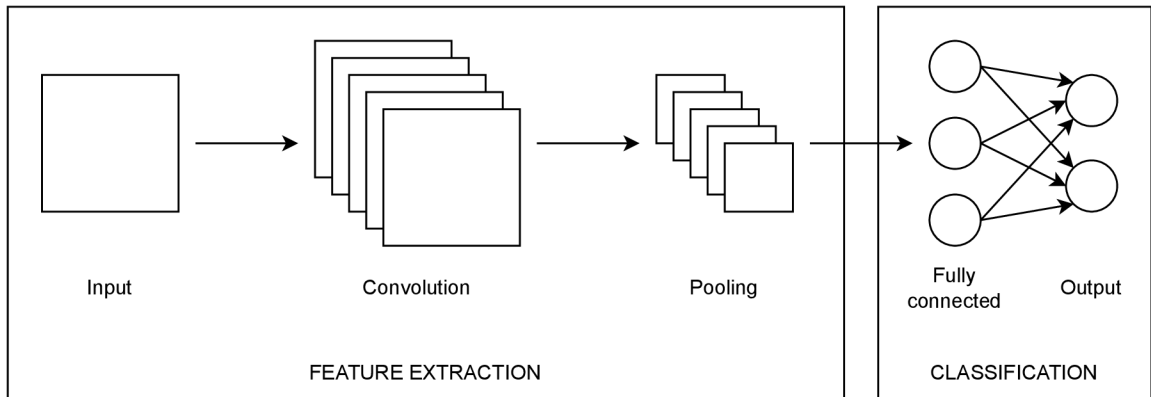 Input
Convolution
Pooling
Fully
connected
Output
FEATURE EXTRACTION
CLASSIFICATION